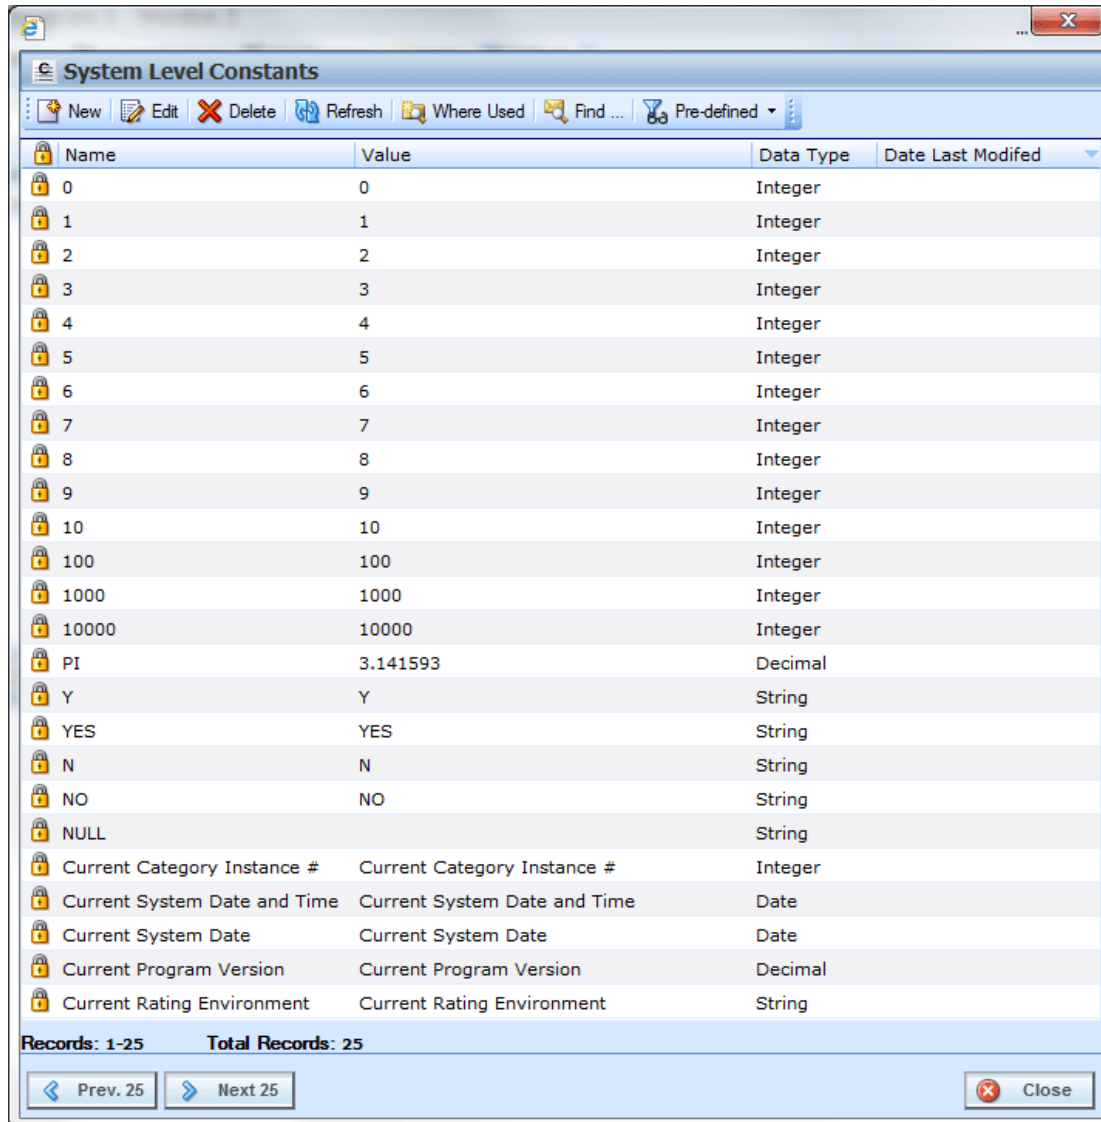 ... X
System Level Constants
New Edit Delete Refresh Where Used Find ... Pre-defined
Name Value Data Type Date Last Modifed
0 0 Integer
1 1 Integer
2 2 Integer
3 3 Integer
4 4 Integer
5 5 Integer
6 6 Integer
7 7 Integer
8 8 Integer
9 9 Integer
10 10 Integer
100 100 Integer
1000 1000 Integer
10000 10000 Integer
PI 3.141593 Decimal
Y Y String
YES YES String
N N String
NO NO String
NULL String
Current Category Instance # Current Category Instance # Integer
Current System Date and Time Current System Date and Time Date
Current System Date Current System Date Date
Current Program Version Current Program Version Decimal
Current Rating Environment Current Rating Environment String
Records: 1-25 Total Records: 25
Prev. 25 Next 25 Close